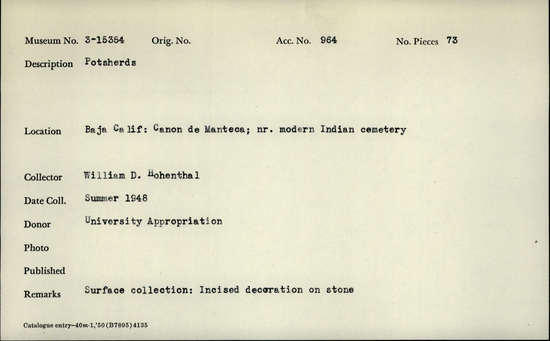 Museum No. 3-15354 Orig. No. Acc. No. 964 No. Pieces 73
Description Potsherds
Location Baja Calif: Canon de Manteca; nr. modern Indian cemetery
Collector William D. Hohenthal
Date Coll. Summer 1948
Donor University Appropriation
Photo
Published
Remarks Surface collection: Incised decoration on stone
Catalogue entry—40m-1,'50 (B7895) 4135